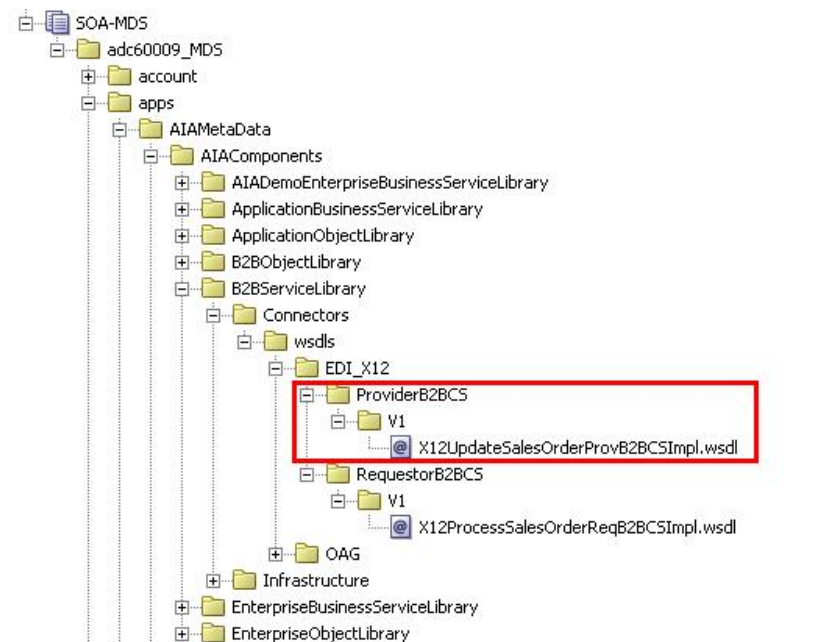 SOA-MDS
adc60009_MDS
account
apps
AIAMetaData
AIAComponents
AIADemoEnterpriseBusinessServiceLibrary
ApplicationBusinessServiceLibrary
ApplicationObjectLibrary
B2BObjectLibrary
B2BServiceLibrary
Connectors
wsdls
EDI_X12
ProviderB2BCS
V1
X12UpdateSalesOrderProvB2BCSImpl.wsdl
RequestorB2BCS
V1
X12ProcessSalesOrderReqB2BCSImpl.wsdl
OAG
Infrastructure
EnterpriseBusinessServiceLibrary
EnterpriseObjectLibrary